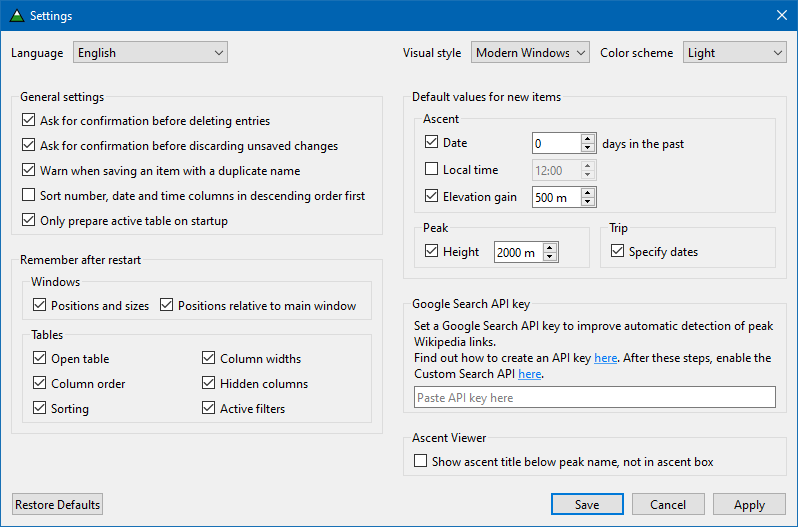 Settings
Language English
Visual style Modern Windows Color scheme Light
General settings
Ask for confirmation before deleting entries
Ask for confirmation before discarding unsaved changes
Warn when saving an item with a duplicate name
Sort number, date and time columns in descending order first
Only prepare active table on startup
Remember after restart
Windows
Positions and sizes Positions relative to main window
Tables
Open table Column widths
Column order Hidden columns
Sorting Active filters
Default values for new items
Ascent
Date 0 days in the past
Local time 12:00
Elevation gain 500 m
Peak
Height 2000 m
Trip
Specify dates
Google Search API key
Set a Google Search API key to improve automatic detection of peak
Wikipedia links.
Find out how to create an API key here. After these steps, enable the
Custom Search API here.
Paste API key here
Ascent Viewer
Show ascent title below peak name, not in ascent box
Restore Defaults Save Cancel Apply